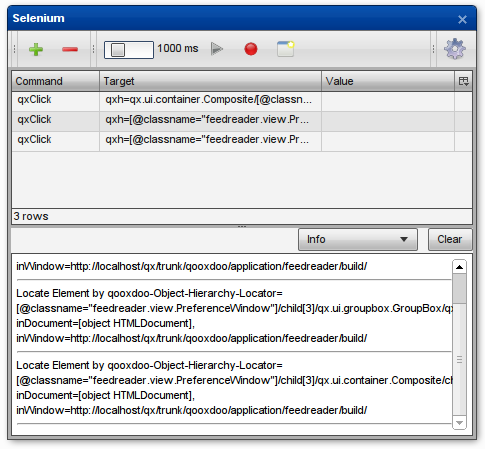 Selenium
1000 ms
Command Target Value
qxClick qxh=qx.ui.container.Composite/[@classn...
qxClick qxh=[@classname="feedreader.view.Pr...
qxClick qxh=[@classname="feedreader.view.Pr...
3 rows
Info Clear
inWindow=http://localhost/qx/trunk/qooxdoo/application/feedreader/build/
Locate Element by qooxdoo-Object-Hierarchy-Locator=
[@classname="feedreader.view.PreferenceWindow"]/child[3]/qx.ui.groupbox.GroupBox/qx
inDocument=[object HTMLDocument],
inWindow=http://localhost/qx/trunk/qooxdoo/application/feedreader/build/
Locate Element by qooxdoo-Object-Hierarchy-Locator=
[@classname="feedreader.view.PreferenceWindow"]/child[3]/qx.ui.container.Composite/ch
inDocument=[object HTMLDocument],
inWindow=http://localhost/qx/trunk/qooxdoo/application/feedreader/build/